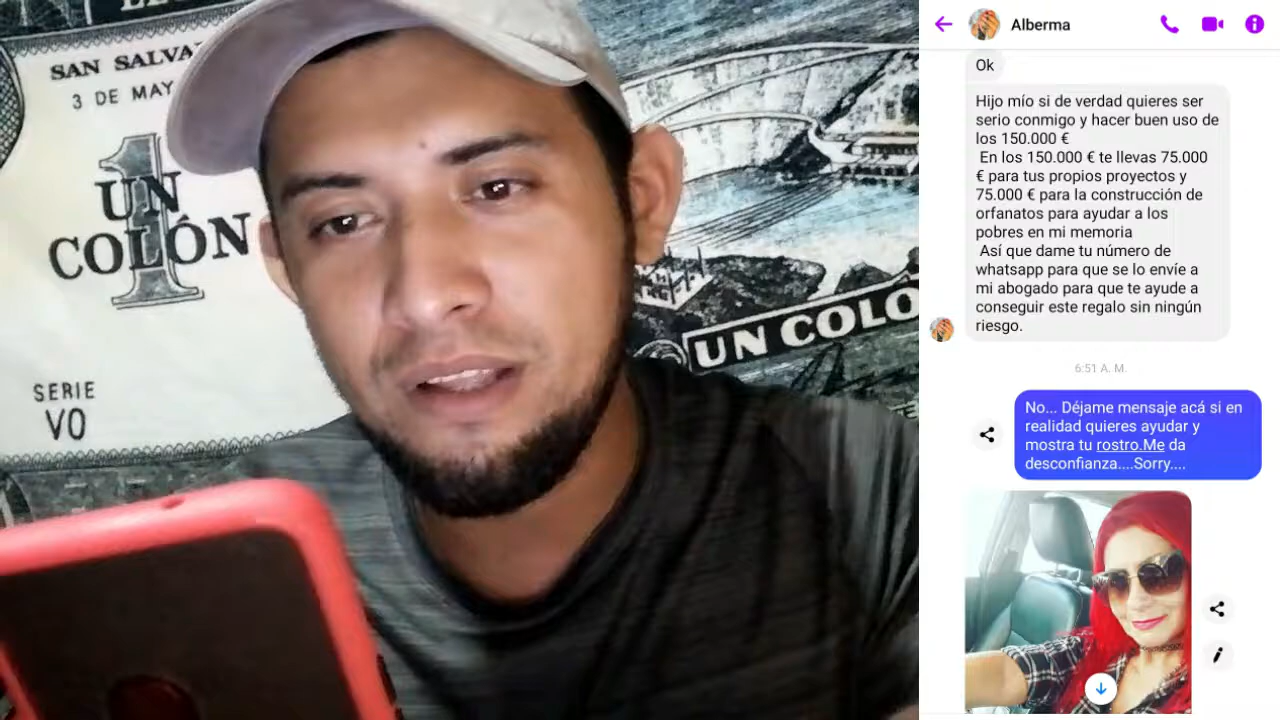 SAN SALVA
3 DE MAY
1
UN
COLÓN
SERIE
VO
UN COLO
Alberma
Ok
Hijo mío si de verdad quieres ser
serio conmigo y hacer buen uso de
los 150.000 €
En los 150.000 € te llevas 75.000
€ para tus propios proyectos y
75.000 € para la construcción de
orfanatos para ayudar a los
pobres en mi memoria
Así que dame tu número de
whatsapp para que se lo envíe a
mi abogado para que te ayude a
conseguir este regalo sin ningún
riesgo.
6:51 A. M.
No... Déjame mensaje acá si en
realidad quieres ayudar y
mostra tu rostro.Me da
desconfianza....Sorry....